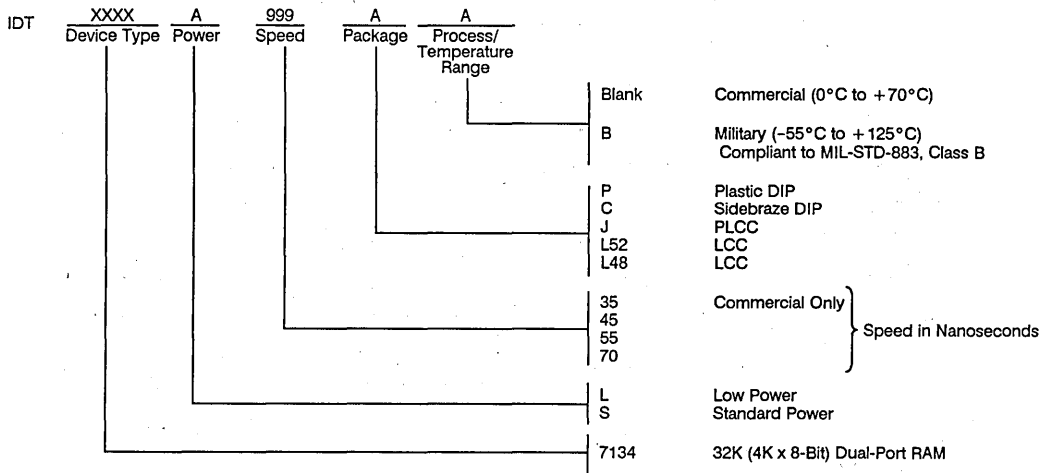 IDT XXXX A 999 A A
Device Type Power Speed Package Process/
Temperature
Range
Blank Commercial (0°C to +70°C)
B Military (–55°C to +125°C)
Compliant to MIL-STD-883, Class B
P Plastic DIP
C Sidebraze DIP
J PLCC
L52 LCC
L48 LCC
35 Commercial Only
45
55
70
Speed in Nanoseconds
L Low Power
S Standard Power
7134 32K (4K x 8-Bit) Dual-Port RAM